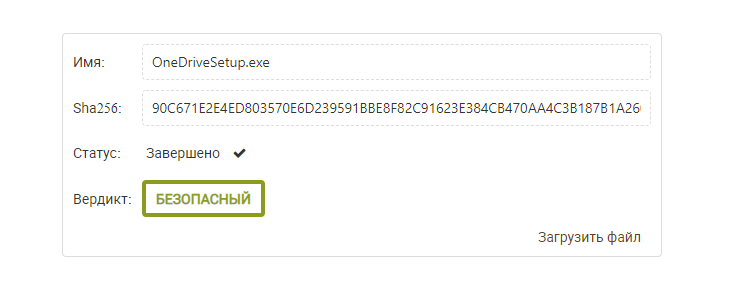 Имя: OneDriveSetup.exe
Sha256: 90C671E2E4ED803570E6D239591BBE8F82C91623E384CB470AA4C3B187B1A26
Статус: Завершено
Вердикт: БЕЗОПАСНЫЙ
Загрузить файл